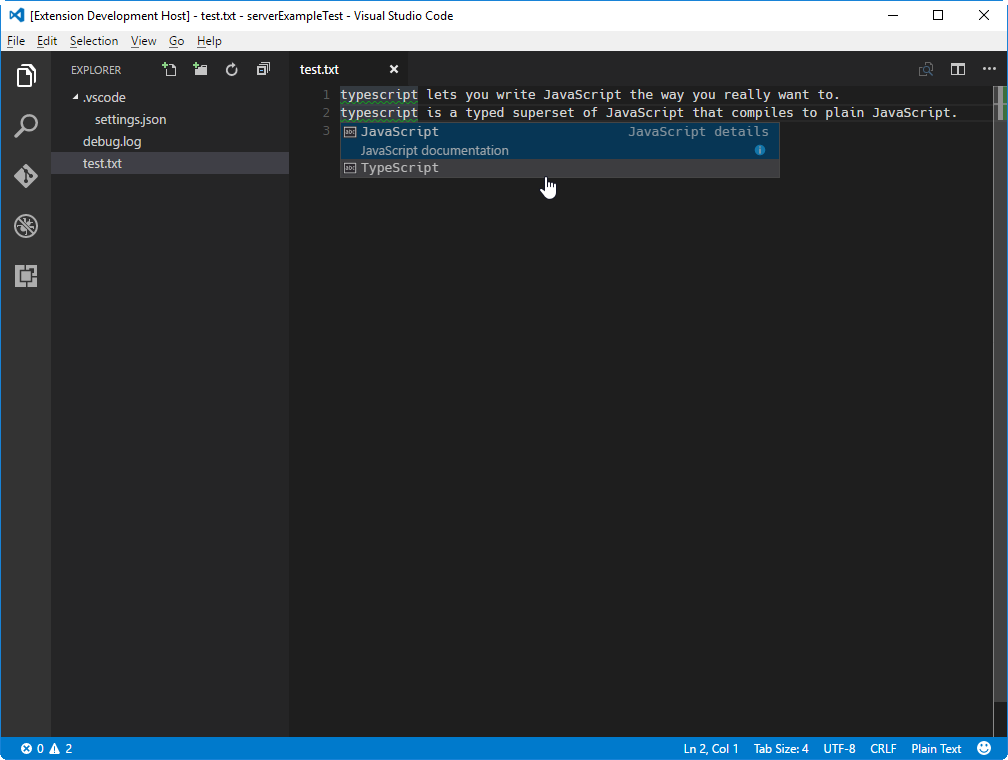 [Extension Development Host] - test.txt - serverExampleTest - Visual Studio Code
File Edit Selection View Go Help
EXPLORER
.vscode
settings.json
debug.log
test.txt
test.txt
1 typescript lets you write JavaScript the way you really want to.
2 typescript is a typed superset of JavaScript that compiles to plain JavaScript.
3
abc JavaScript JavaScript details
JavaScript documentation
abc TypeScript
0 2 Ln 2, Col 1 Tab Size: 4 UTF-8 CRLF Plain Text